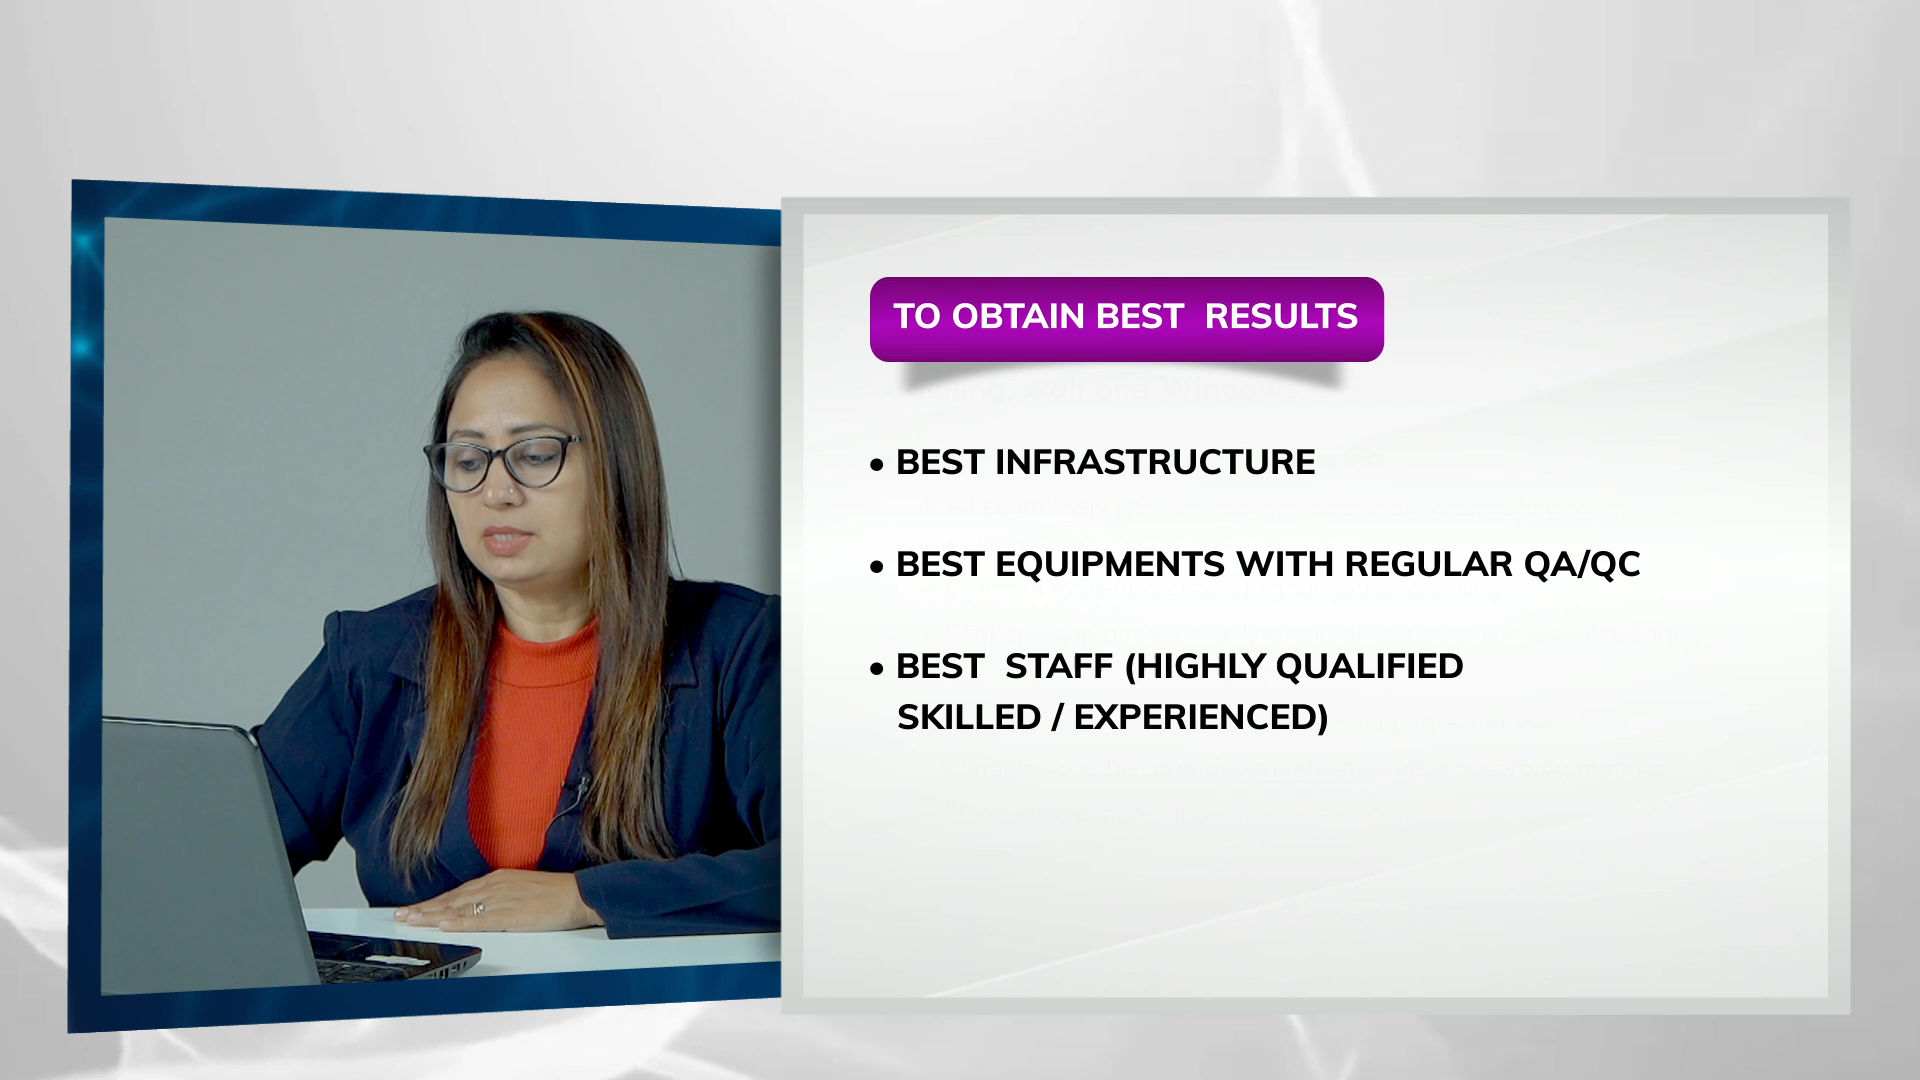 TO OBTAIN BEST RESULTS
• BEST INFRASTRUCTURE
• BEST EQUIPMENTS WITH REGULAR QA/QC
• BEST STAFF (HIGHLY QUALIFIED
SKILLED / EXPERIENCED)